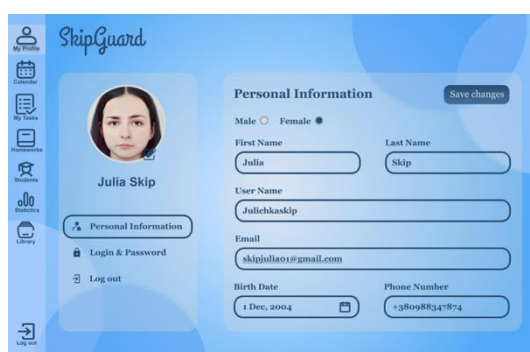 SkipGuard
My Profile
Calendar
My Tasks
Homeworks
Students
Statistics
Library
Log out
Julia Skip
Personal Information
Login & Password
Log out
Personal Information
Save changes
Male Female
First Name Last Name
Julia Skip
User Name
Julichkaskip
Email
skipjulia01@gmail.com
Birth Date Phone Number
1 Dec, 2004 +380988347874